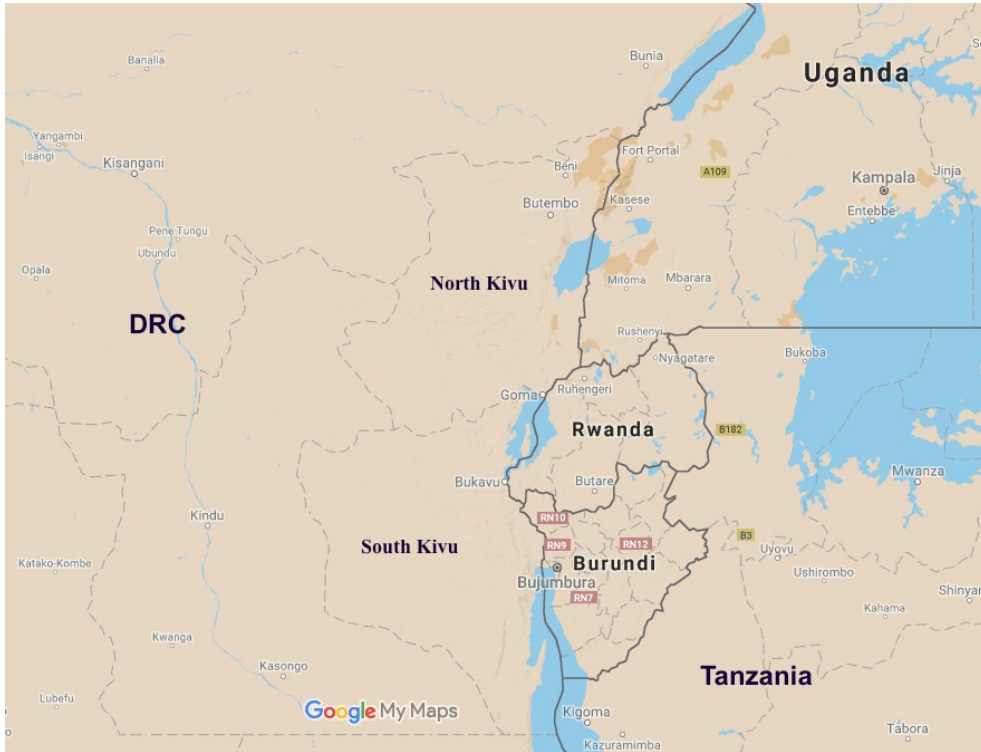 Banalia
Bunia
Uganda
Yangambi
Isangi
Kisangani
Beni
Fort Portal
A109
Kampala
Jinja
Butembo
Kasese
Entebbe
Pene Tungu
Ubundu
Opala
North Kivu
Mitoma
Mbarara
DRC
Rushenyi
Nyagatare
Bukoba
Goma
Ruhengeri
Rwanda
B182
Bukavu
Butare
Mwanza
Kindu
RN10
South Kivu
RN9
RN12
B3
Uyovu
Katako-Kombe
Burundi
Bujumbura
Ushirombo
Shinyan
RN7
Kahama
Kwanga
Kasongo
Tanzania
Lubefu
Google My Maps
Kigoma
Kazuramimba
Tabora